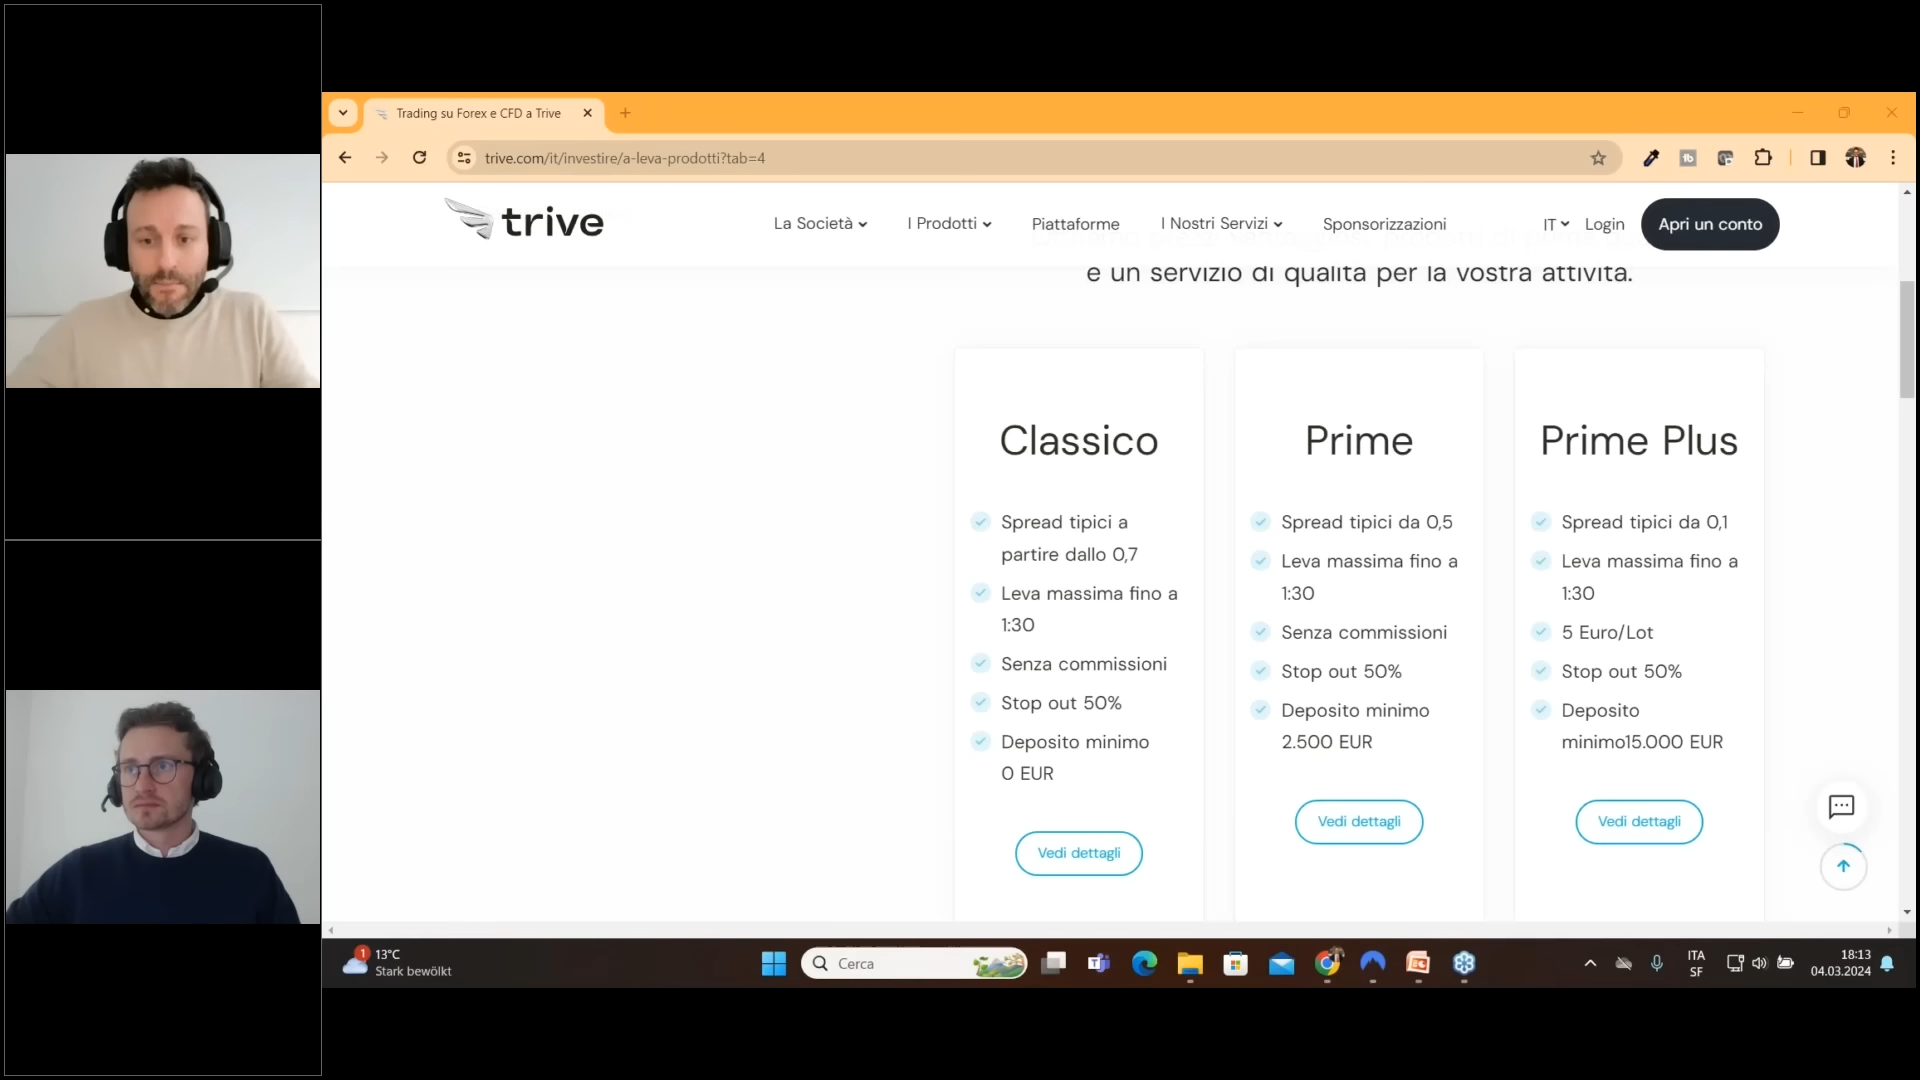 Trading su Forex e CFD a Trive
trive.com/it/investire/a-leva-prodotti?tab=4
trive
La Società
I Prodotti
Piattaforme
I Nostri Servizi
Sponsorizzazioni
IT
Login
Apri un conto
e un servizio di qualità per la vostra attività.
Classico
Spread tipici a
partire dallo 0,7
Leva massima fino a
1:30
Senza commissioni
Stop out 50%
Deposito minimo
0 EUR
Vedi dettagli
Prime
Spread tipici da 0,5
Leva massima fino a
1:30
Senza commissioni
Stop out 50%
Deposito minimo
2.500 EUR
Vedi dettagli
Prime Plus
Spread tipici da 0,1
Leva massima fino a
1:30
5 Euro/Lot
Stop out 50%
Deposito
minimo15.000 EUR
Vedi dettagli
1
13°C
Stark bewölkt
Cerca
ITA
SF
18:13
04.03.2024